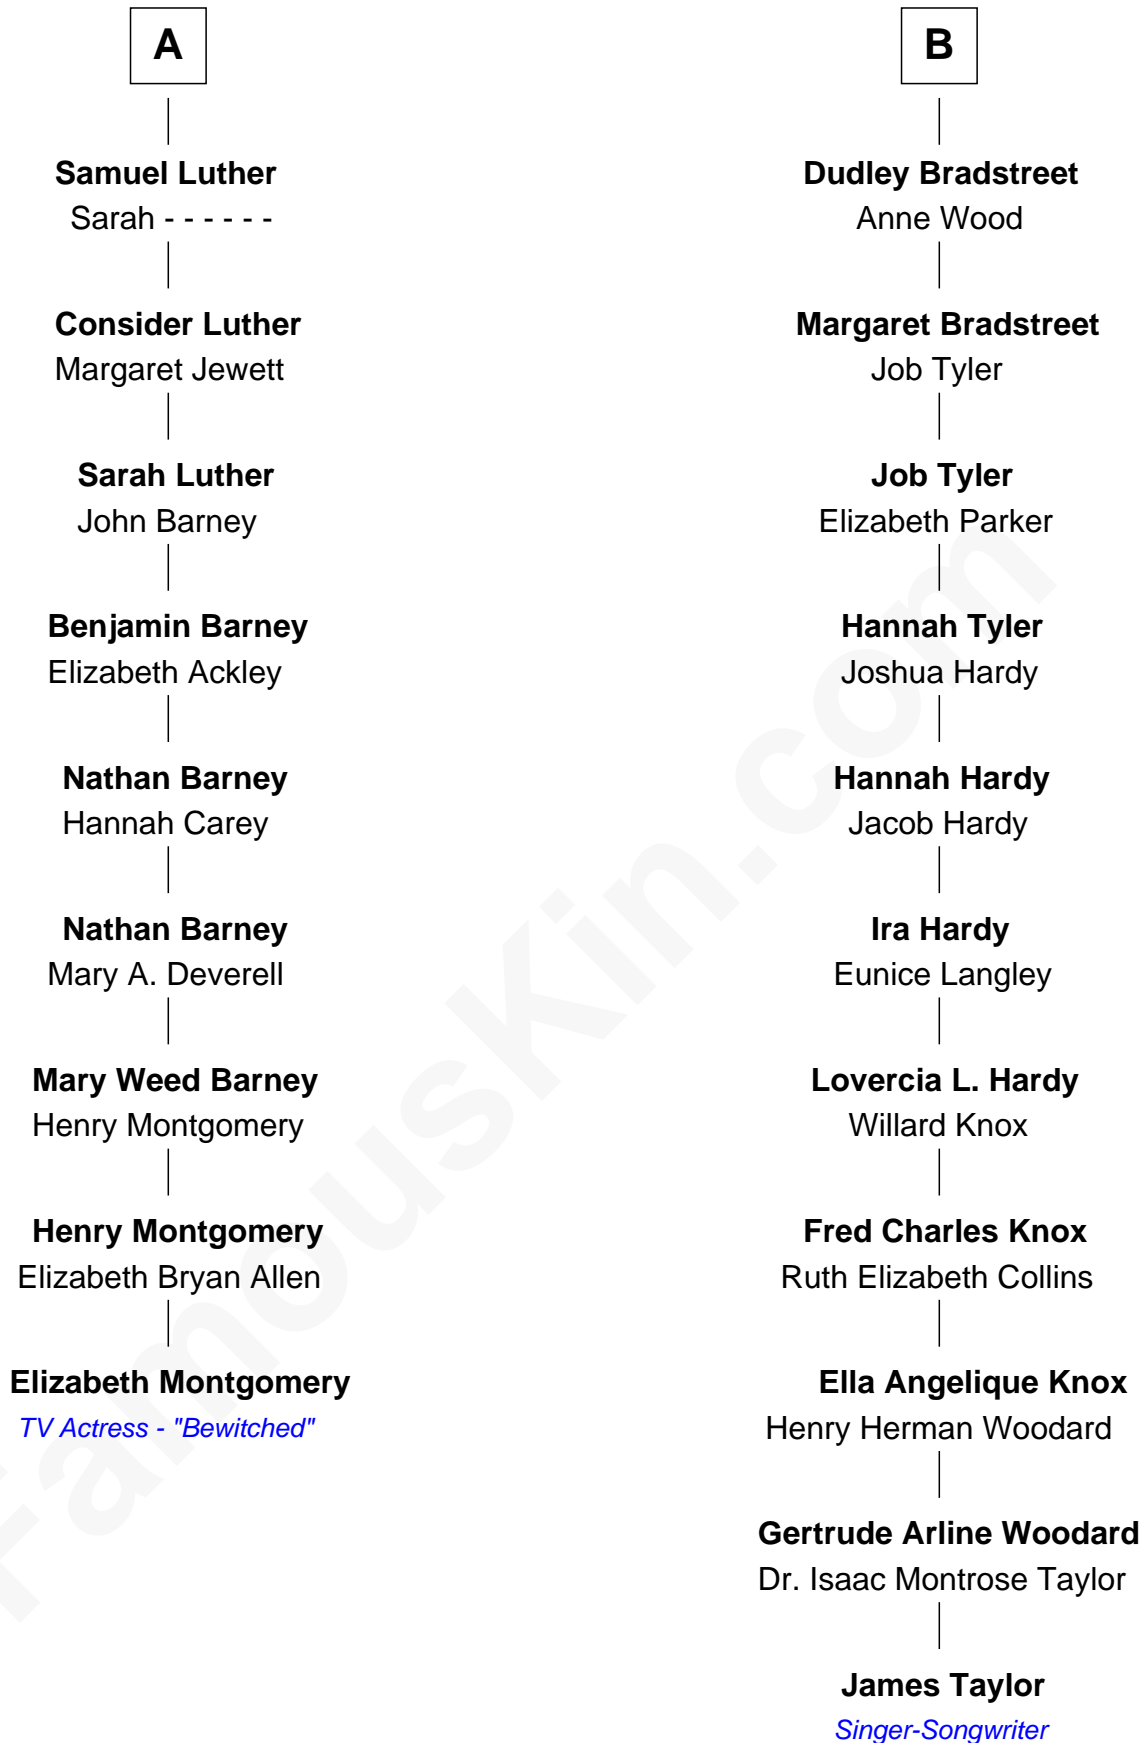 A
Samuel Luther
Sarah - - - - - -
Consider Luther
Margaret Jewett
Sarah Luther
John Barney
Benjamin Barney
Elizabeth Ackley
Nathan Barney
Hannah Carey
Nathan Barney
Mary A. Deverell
Mary Weed Barney
Henry Montgomery
Henry Montgomery
Elizabeth Bryan Allen
Elizabeth Montgomery
TV Actress - "Bewitched"
B
Dudley Bradstreet
Anne Wood
Margaret Bradstreet
Job Tyler
Job Tyler
Elizabeth Parker
Hannah Tyler
Joshua Hardy
Hannah Hardy
Jacob Hardy
Ira Hardy
Eunice Langley
Lovercia L. Hardy
Willard Knox
Fred Charles Knox
Ruth Elizabeth Collins
Ella Angelique Knox
Henry Herman Woodard
Gertrude Arline Woodard
Dr. Isaac Montrose Taylor
James Taylor
Singer-Songwriter
FamousKin.com